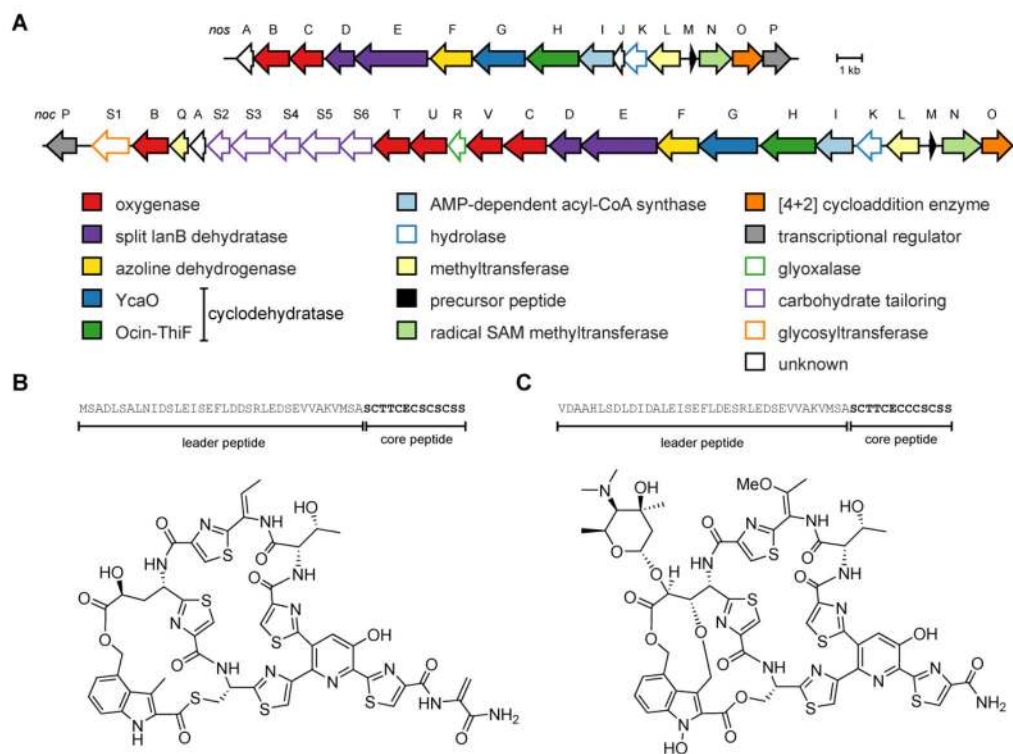 A
nos A B C D E F G H I J K L M N O P
1 kb
noc P S1 B Q A S2 S3 S4 S5 S6 T U R V C D E F G H I K L M N O
oxygenase
split lanB dehydratase
azoline dehydrogenase
YcaO
Ocin-ThiF
cyclodehydratase
AMP-dependent acyl-CoA synthase
hydrolase
methyltransferase
precursor peptide
radical SAM methyltransferase
[4+2] cycloaddition enzyme
transcriptional regulator
glyoxalase
carbohydrate tailoring
glycosyltransferase
unknown
B
MSADLSALNIDSLEISEFLDDSRLEDSEVVAKVMSASCTTCECSCSCSS
leader peptide core peptide
HO
O
O
O
N
S
NH
O
HN
O
HO
HN
O
N
S
S
N
O
NH
S
O
N
H
N
S
N
OH
N
S
O
N
H
O
NH2
C
VDAAHLSDLDIDALEISEFLDESRLEDSEVVAKVMSASCTTCECCCSCSS
leader peptide core peptide
N
OH
O
O
H
O
O
O
MeO
N
S
NH
O
HN
O
HO
HN
O
N
S
S
N
O
NH
O
O
N
HO
N
S
N
OH
N
S
O
NH2